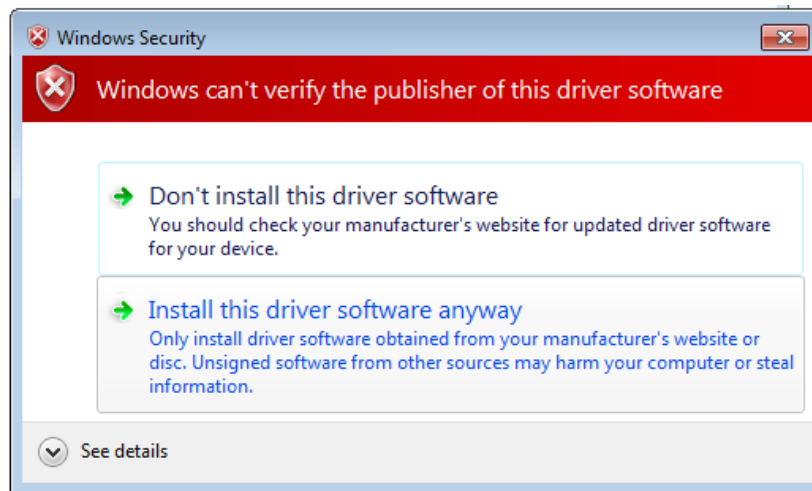 Windows Security
Windows can't verify the publisher of this driver software
Don't install this driver software
You should check your manufacturer's website for updated driver software
for your device.
Install this driver software anyway
Only install driver software obtained from your manufacturer's website or
disc. Unsigned software from other sources may harm your computer or steal
information.
See details